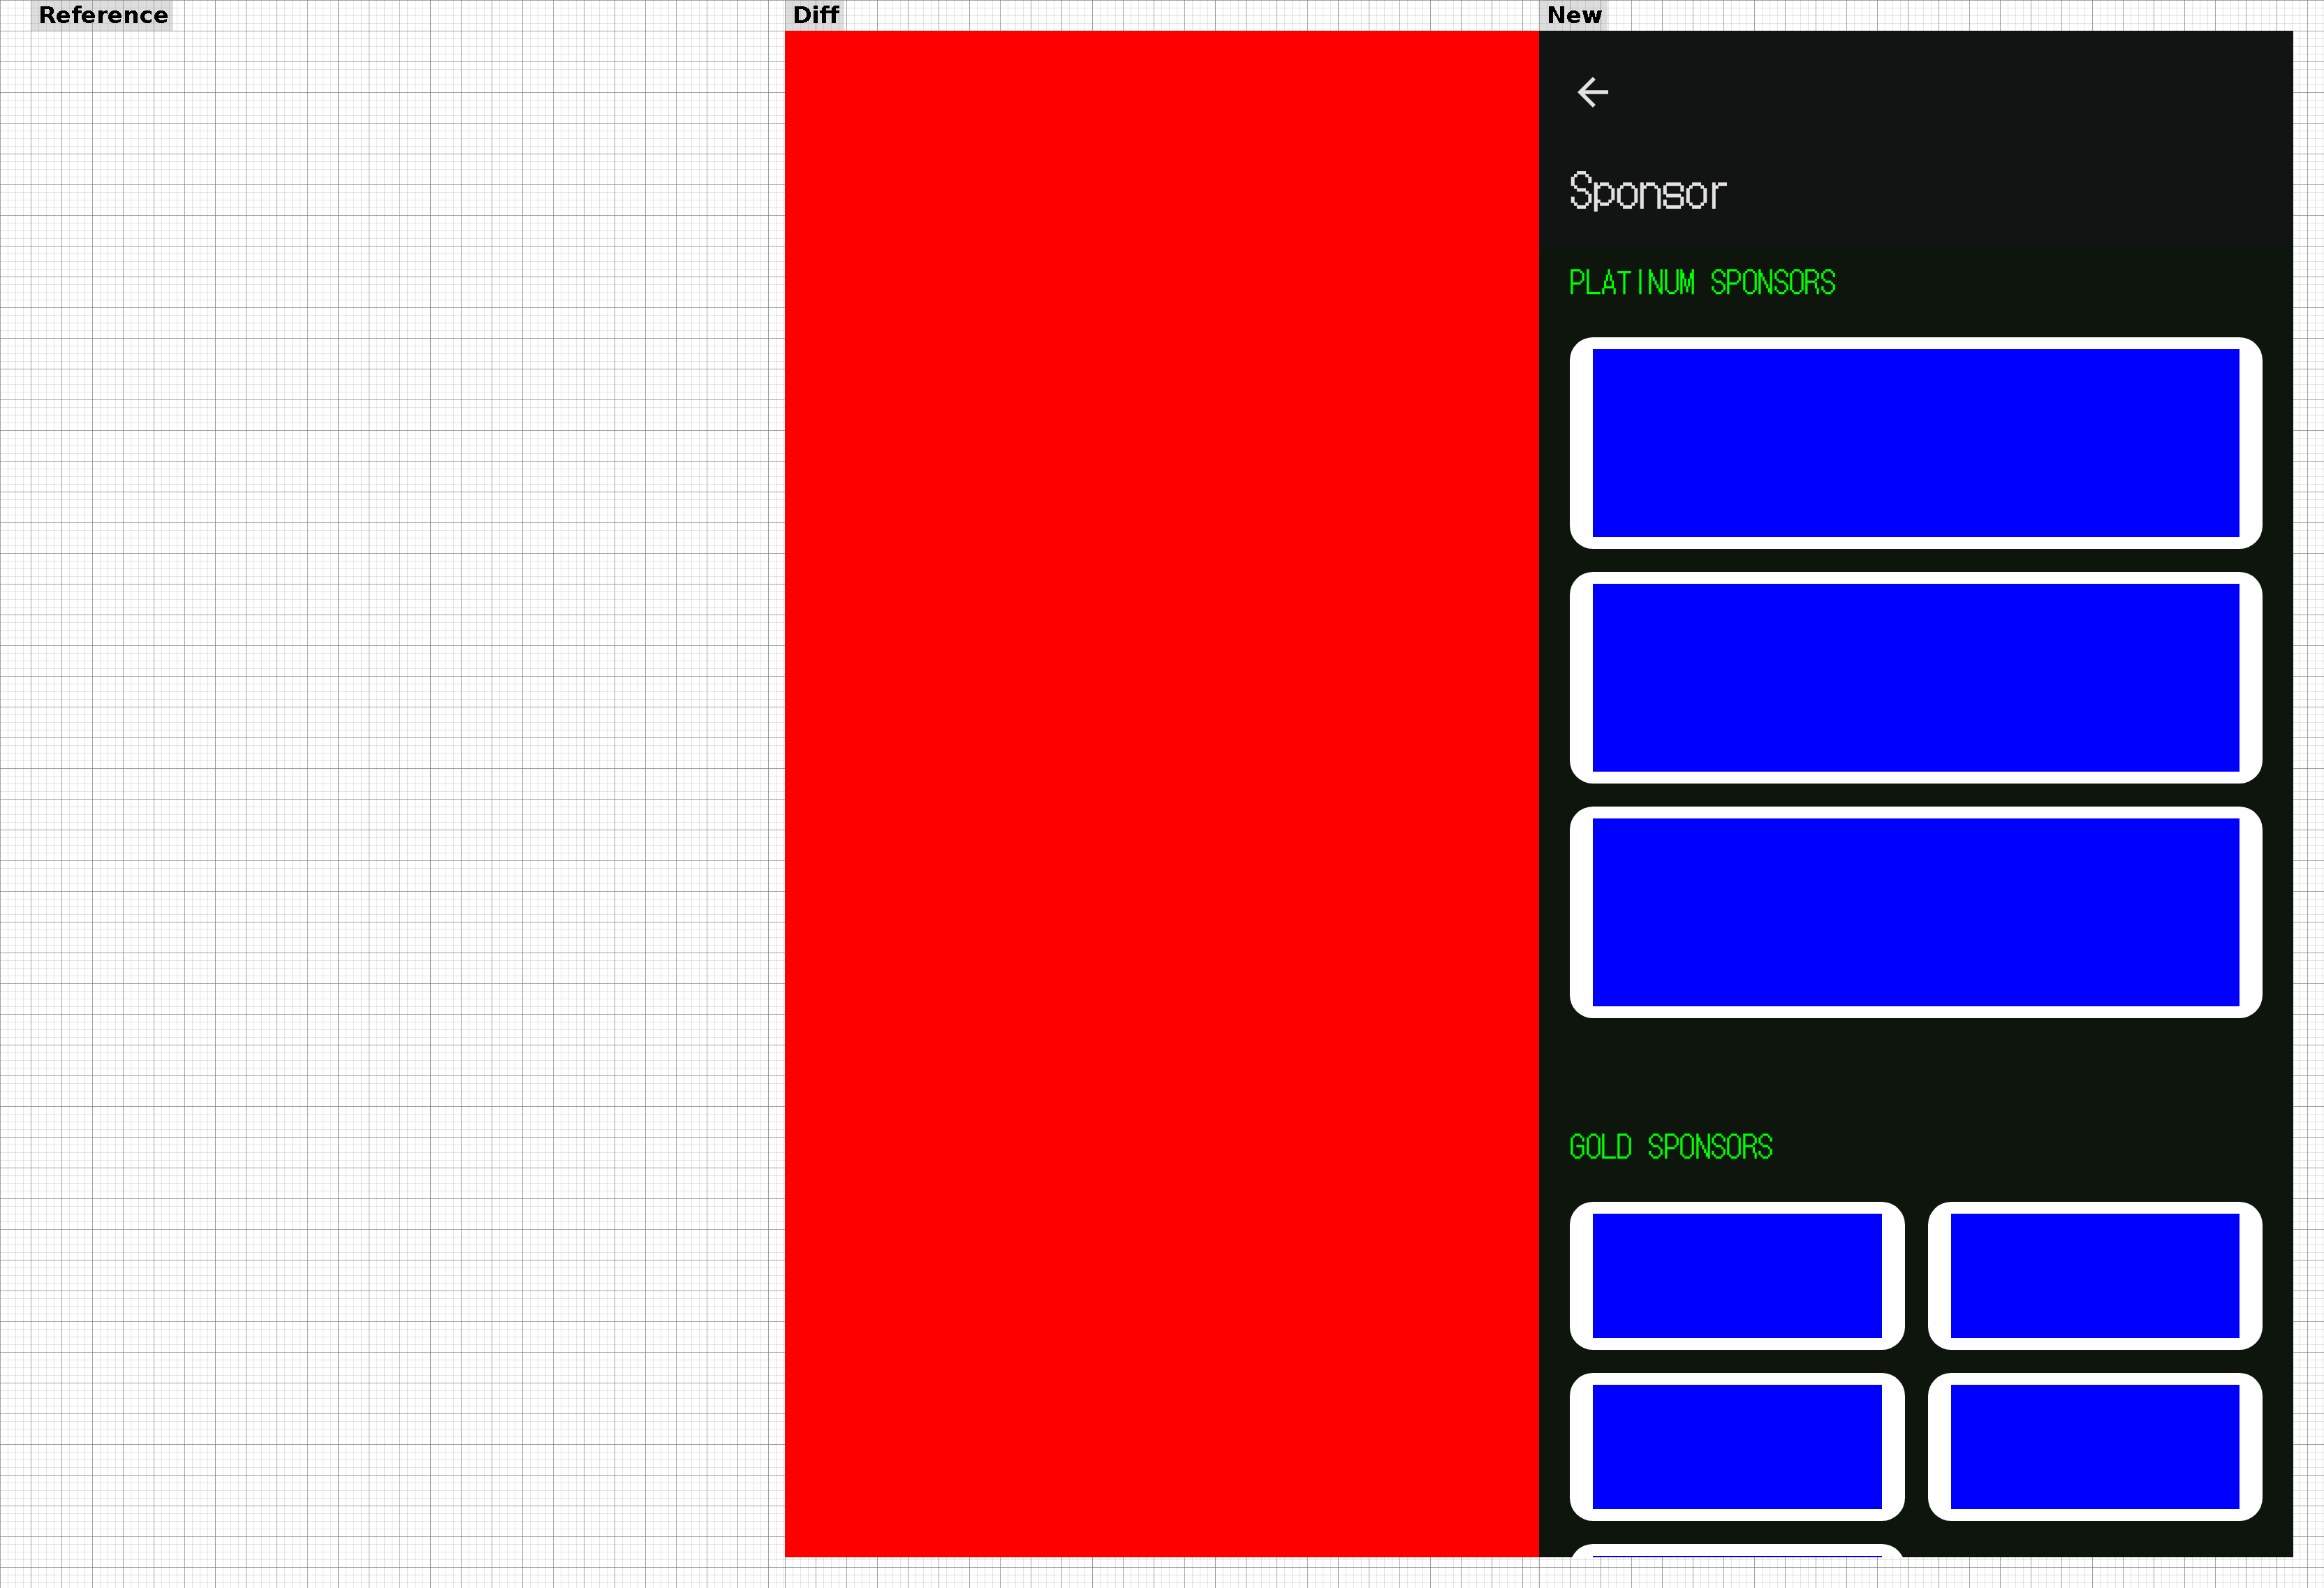 Reference
Diff
New
Sponsor
PLATINUM SPONSORS
GOLD SPONSORS